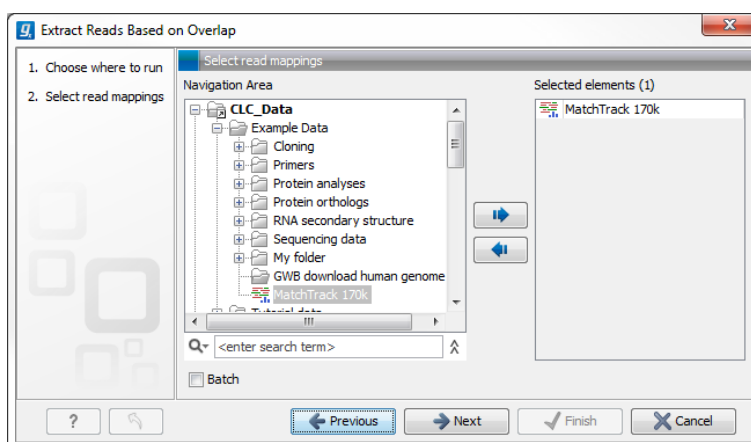 Extract Reads Based on Overlap
1. Choose where to run
2. Select read mappings
Select read mappings
Navigation Area
CLC_Data
Example Data
Cloning
Primers
Protein analyses
Protein orthologs
RNA secondary structure
Sequencing data
My folder
GWB download human genome
MatchTrack 170k
Tutorial data
<enter search term>
Batch
Selected elements (1)
MatchTrack 170k
?
Previous
Next
Finish
Cancel